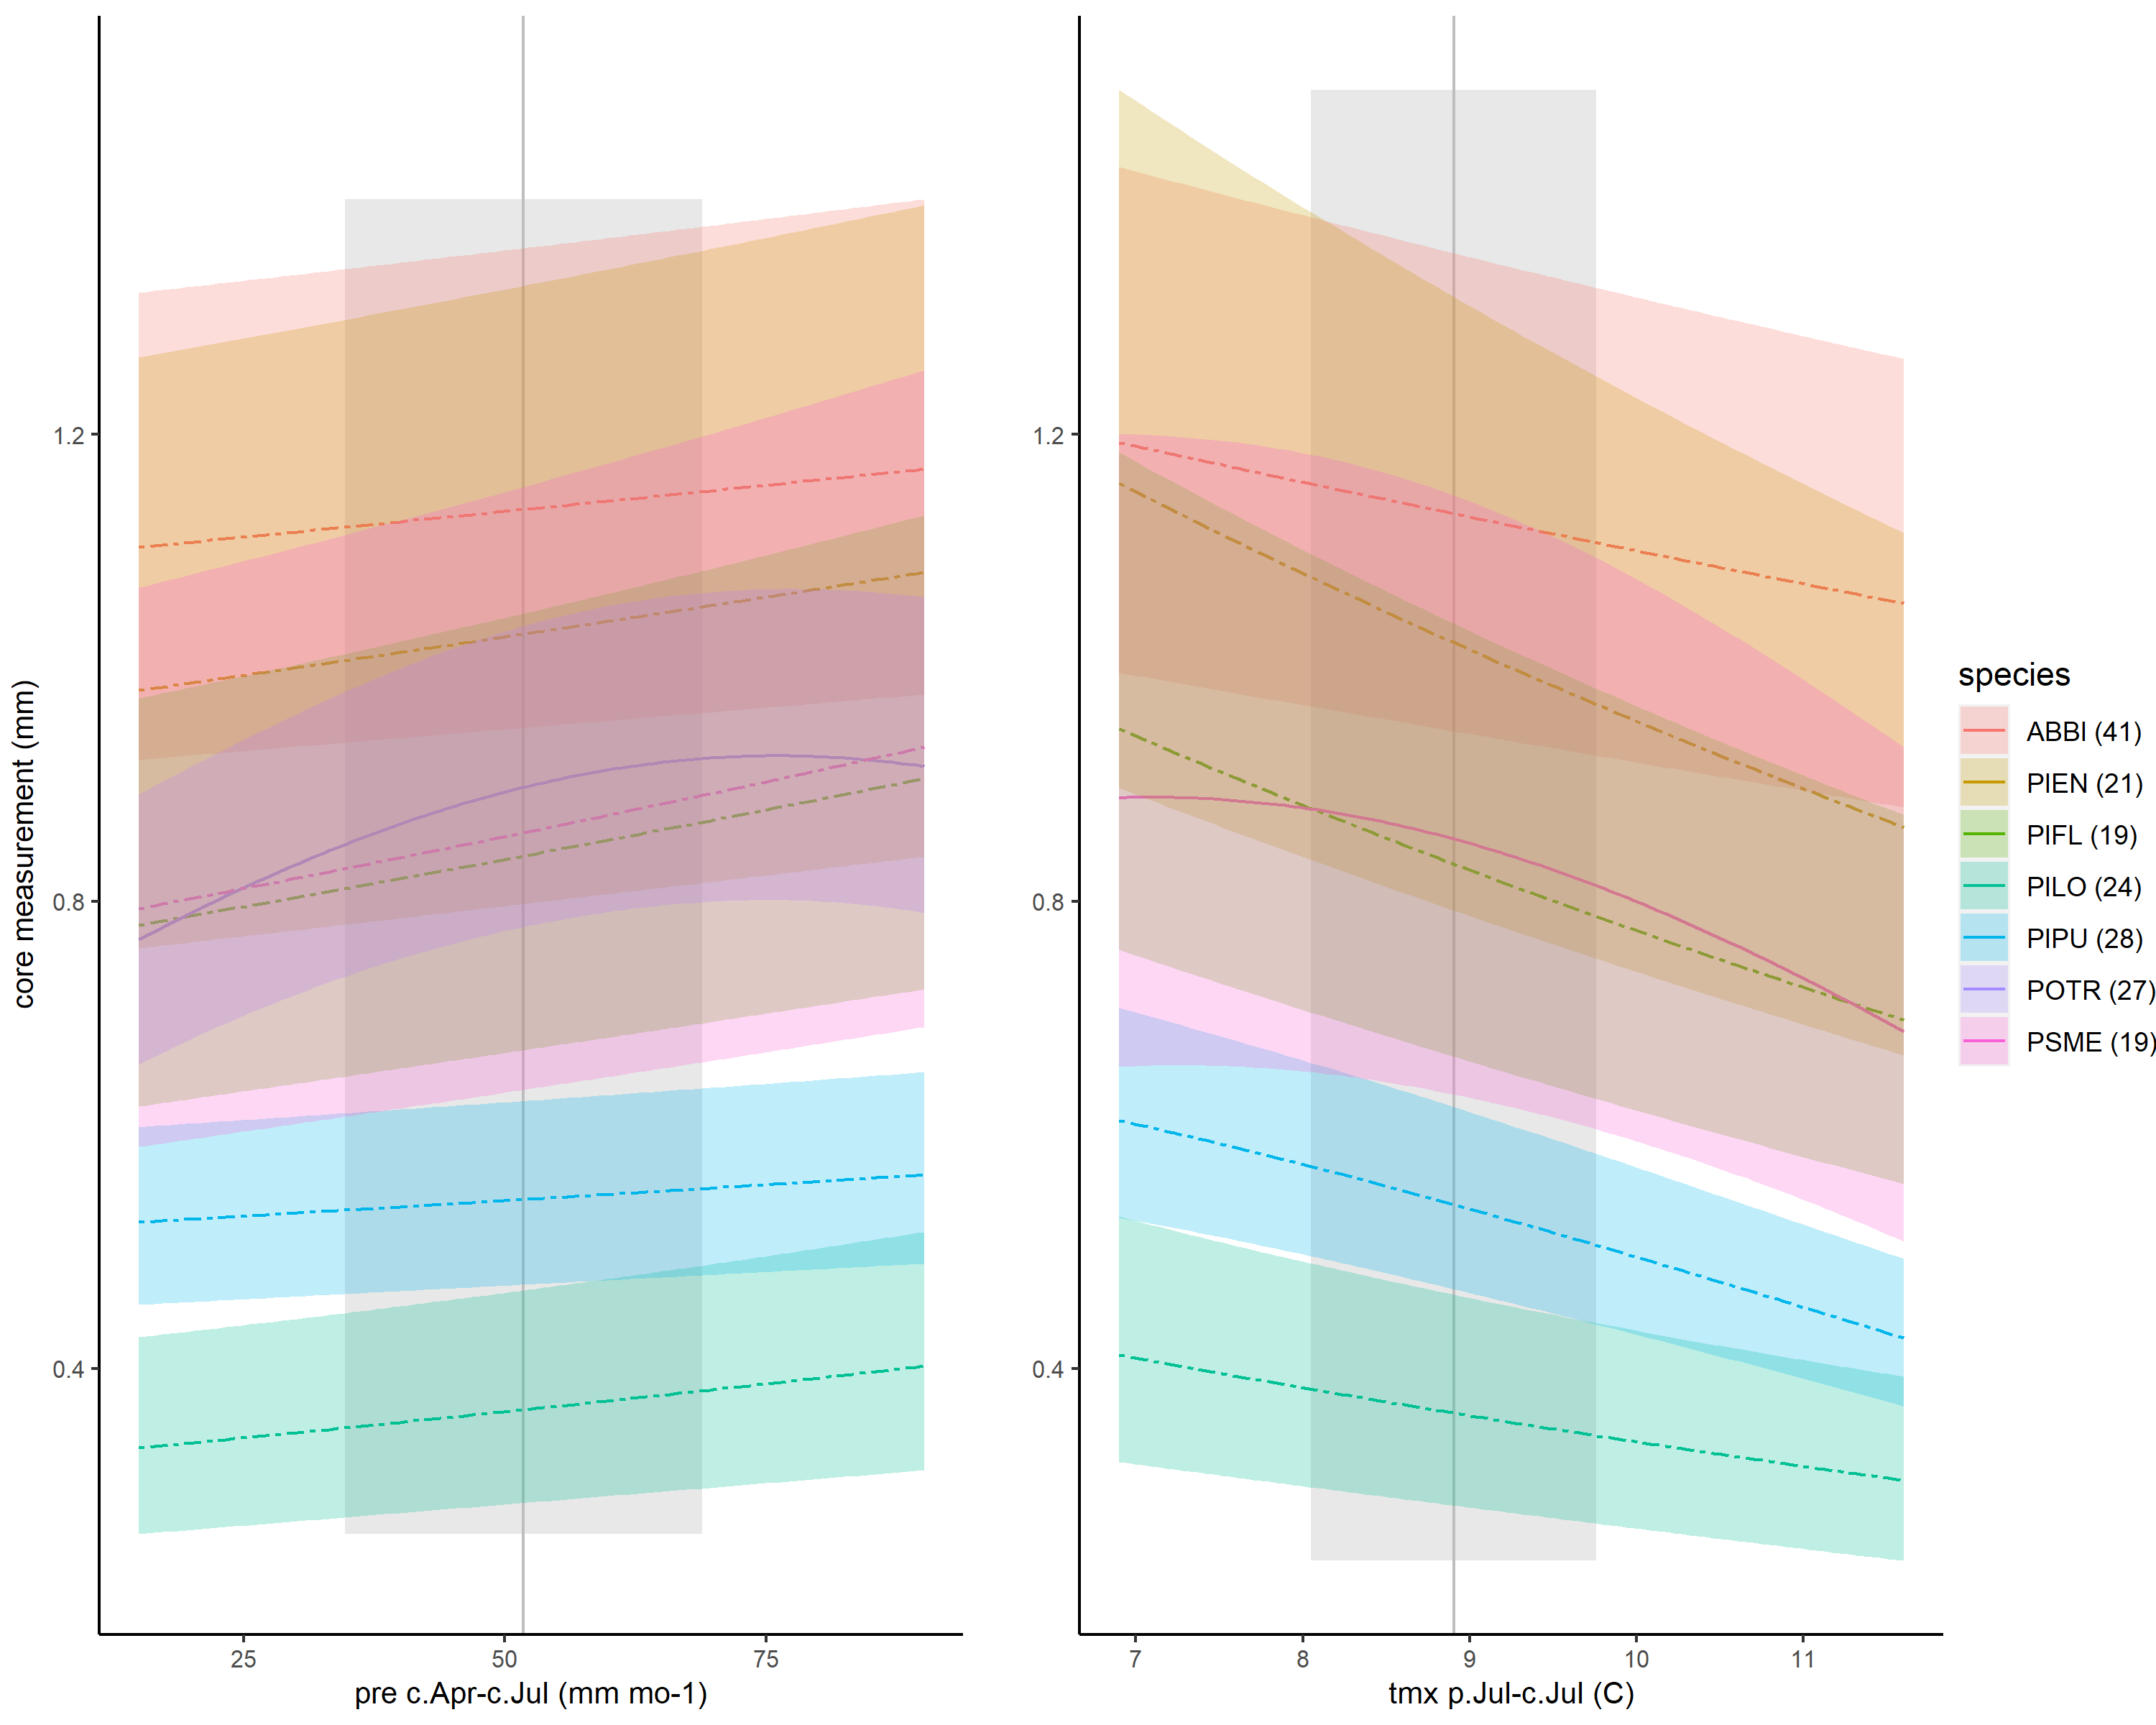 core measurement (mm)
1.2
0.8
0.4
25 50 75
pre c.Apr-c.Jul (mm mo-1)
1.2
0.8
0.4
7 8 9 10 11
tmx p.Jul-c.Jul (C)
species
ABBI (41)
PIEN (21)
PIFL (19)
PILO (24)
PIPU (28)
POTR (27)
PSME (19)